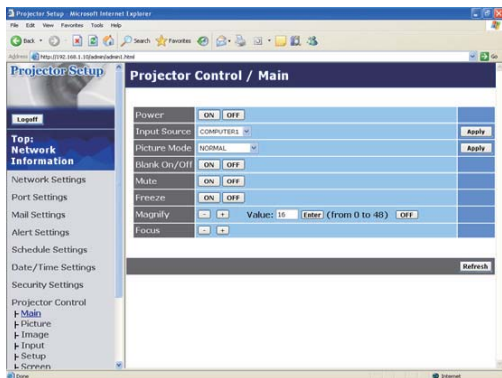 Projector Setup - Microsoft Internet Explorer
File Edit View Favorites Tools Help
Back Search Favorites
Address http://192.168.1.10/admin/admin1.html Go
Projector Setup
Projector Control / Main
Logoff
Top:
Network
Information
Network Settings
Port Settings
Mail Settings
Alert Settings
Schedule Settings
Date/Time Settings
Security Settings
Projector Control
Main
Picture
Image
Input
Setup
Screen
Power ON OFF
Input Source COMPUTER1 Apply
Picture Mode NORMAL Apply
Blank On/Off ON OFF
Mute ON OFF
Freeze ON OFF
Magnify - + Value: 16 Enter (from 0 to 48) OFF
Focus - +
Refresh
Done Internet